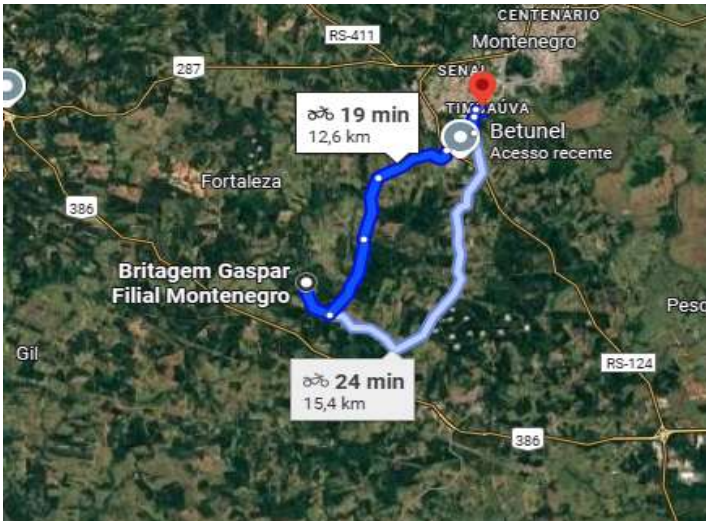 CENTENÁRIO
RS-411
Montenegro
287
SENAI
19 min
12,6 km
TIMBAÚVA
Betunel
Acesso recente
Fortaleza
386
Britagem Gaspar
Filial Montenegro
Pesq
Gil
RS-124
24 min
15,4 km
386